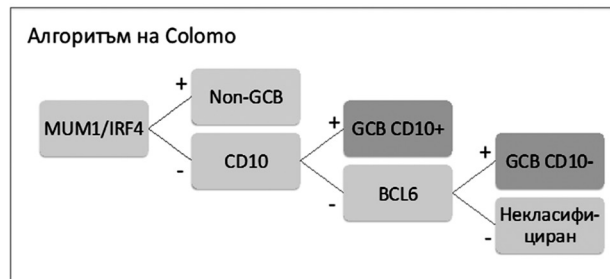 Алгоритъм на Colomo
+
Non-GCB
MUM1/IRF4
-
CD10
+
GCB CD10+
-
BCL6
+
GCB CD10-
-
Некласифи-
циран